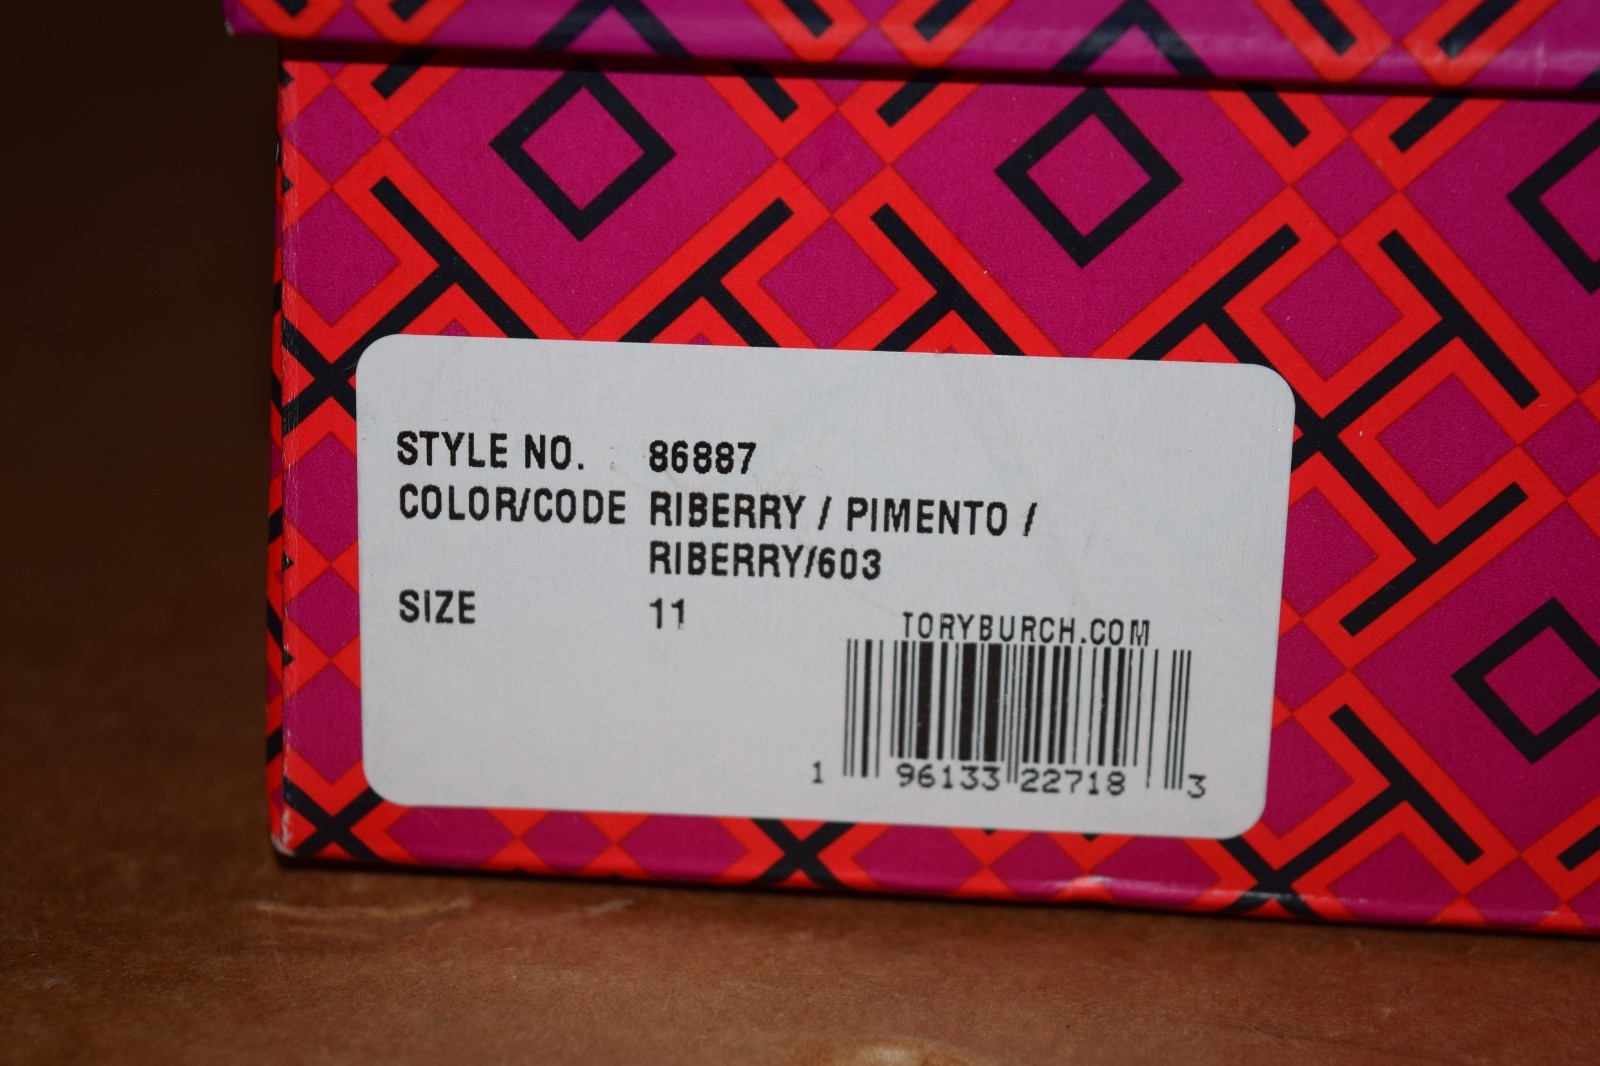 STYLE NO. 86887
COLOR/CODE RIBERRY / PIMENTO /
RIBERRY/603
SIZE 11
TORYBURCH.COM
1 96133 22718 3